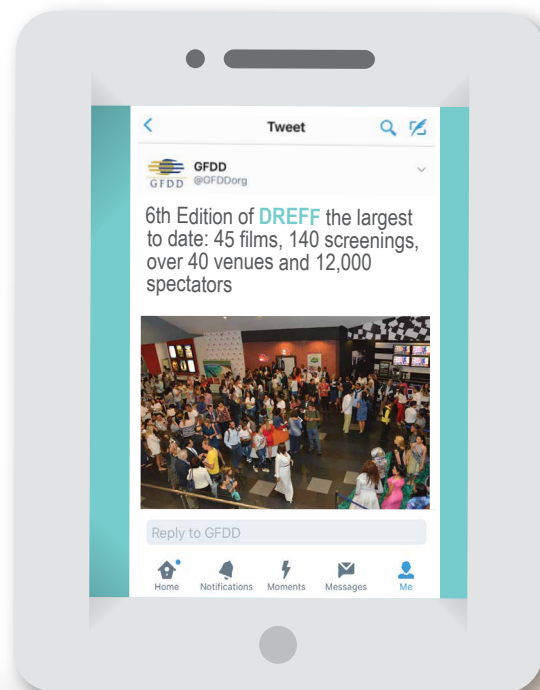 Tweet
GFDD
GFDD
@GFDDorg
6th Edition of DREFF the largest
to date: 45 films, 140 screenings,
over 40 venues and 12,000
spectators
Reply to GFDD
Home Notifications Moments Messages Me